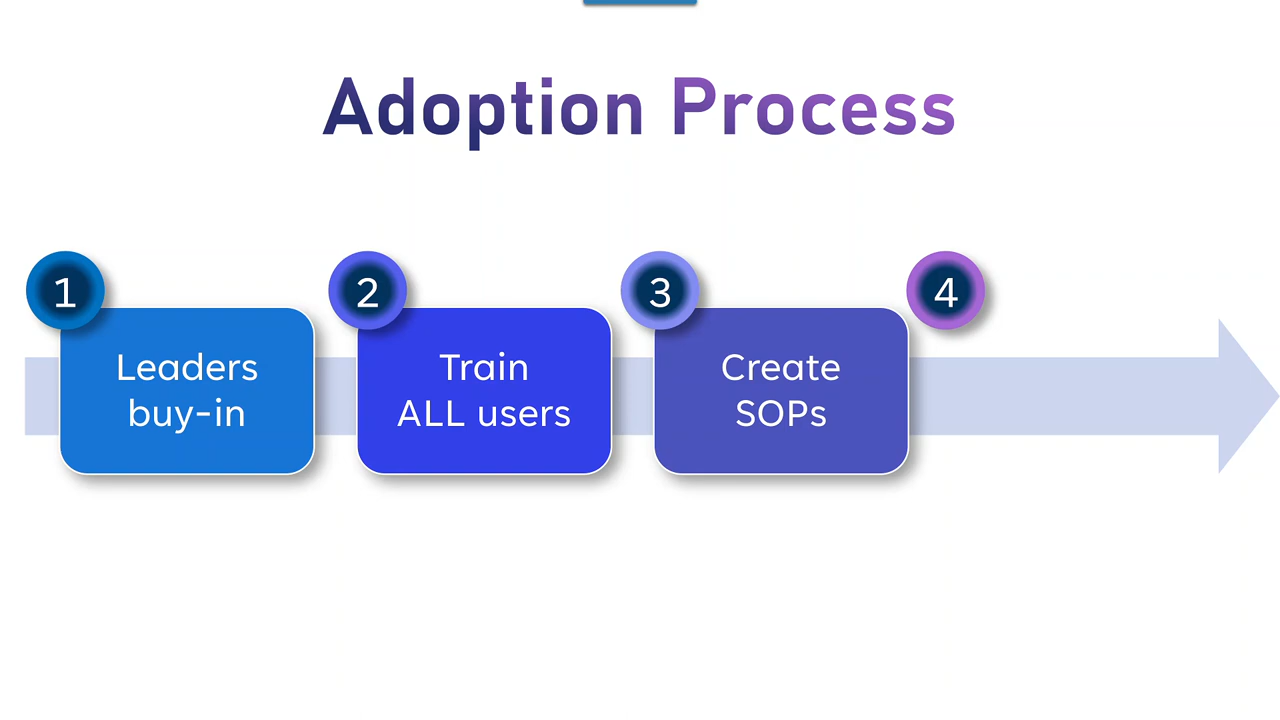 Adoption Process
1
Leaders
buy-in
2
Train
ALL users
3
Create
SOPs
4